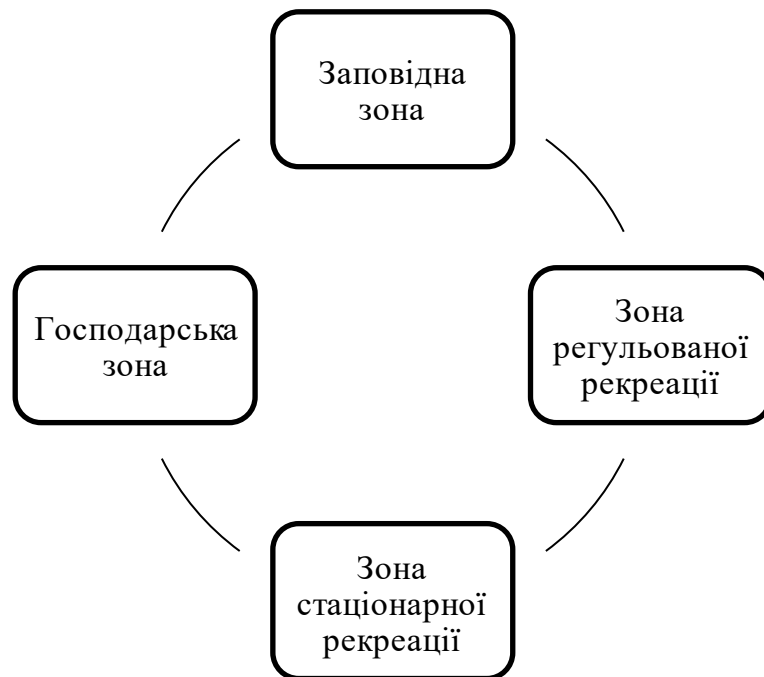 Заповідна
зона
Господарська
зона
Зона
регульованої
рекреації
Зона
стаціонарної
рекреації